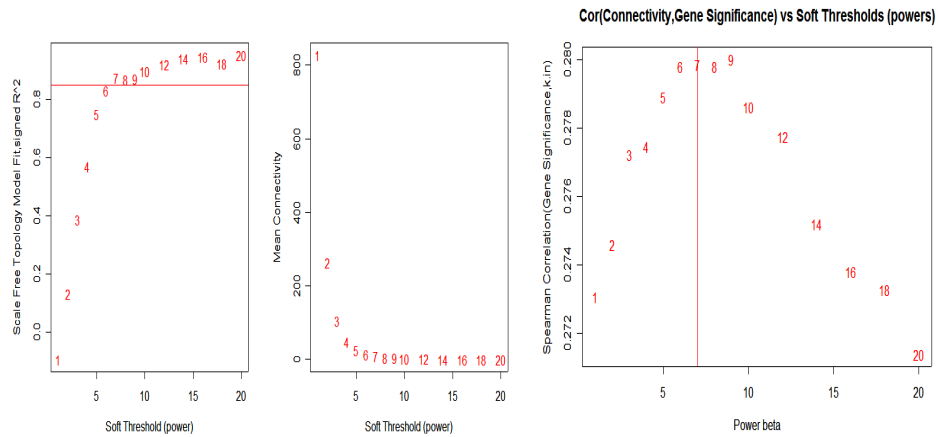 Cor(Connectivity,Gene Significance) vs Soft Thresholds (powers)
Scale Free Topology Model Fit,signed R^2
0.0 0.2 0.4 0.6 0.8
1 2 3 4 5 6 7 8 9 10 12 14 16 18 20
5 10 15 20
Soft Threshold (power)
Mean Connectivity
0 200 400 600 800
1 2 3 4 5 6 7 8 9 10 12 14 16 18 20
5 10 15 20
Soft Threshold (power)
Spearman Correlation(Gene Significance,k.in)
0.272 0.274 0.276 0.278 0.280
1 2 3 4 5 6 7 8 9 10 12 14 16 18 20
5 10 15 20
Power beta